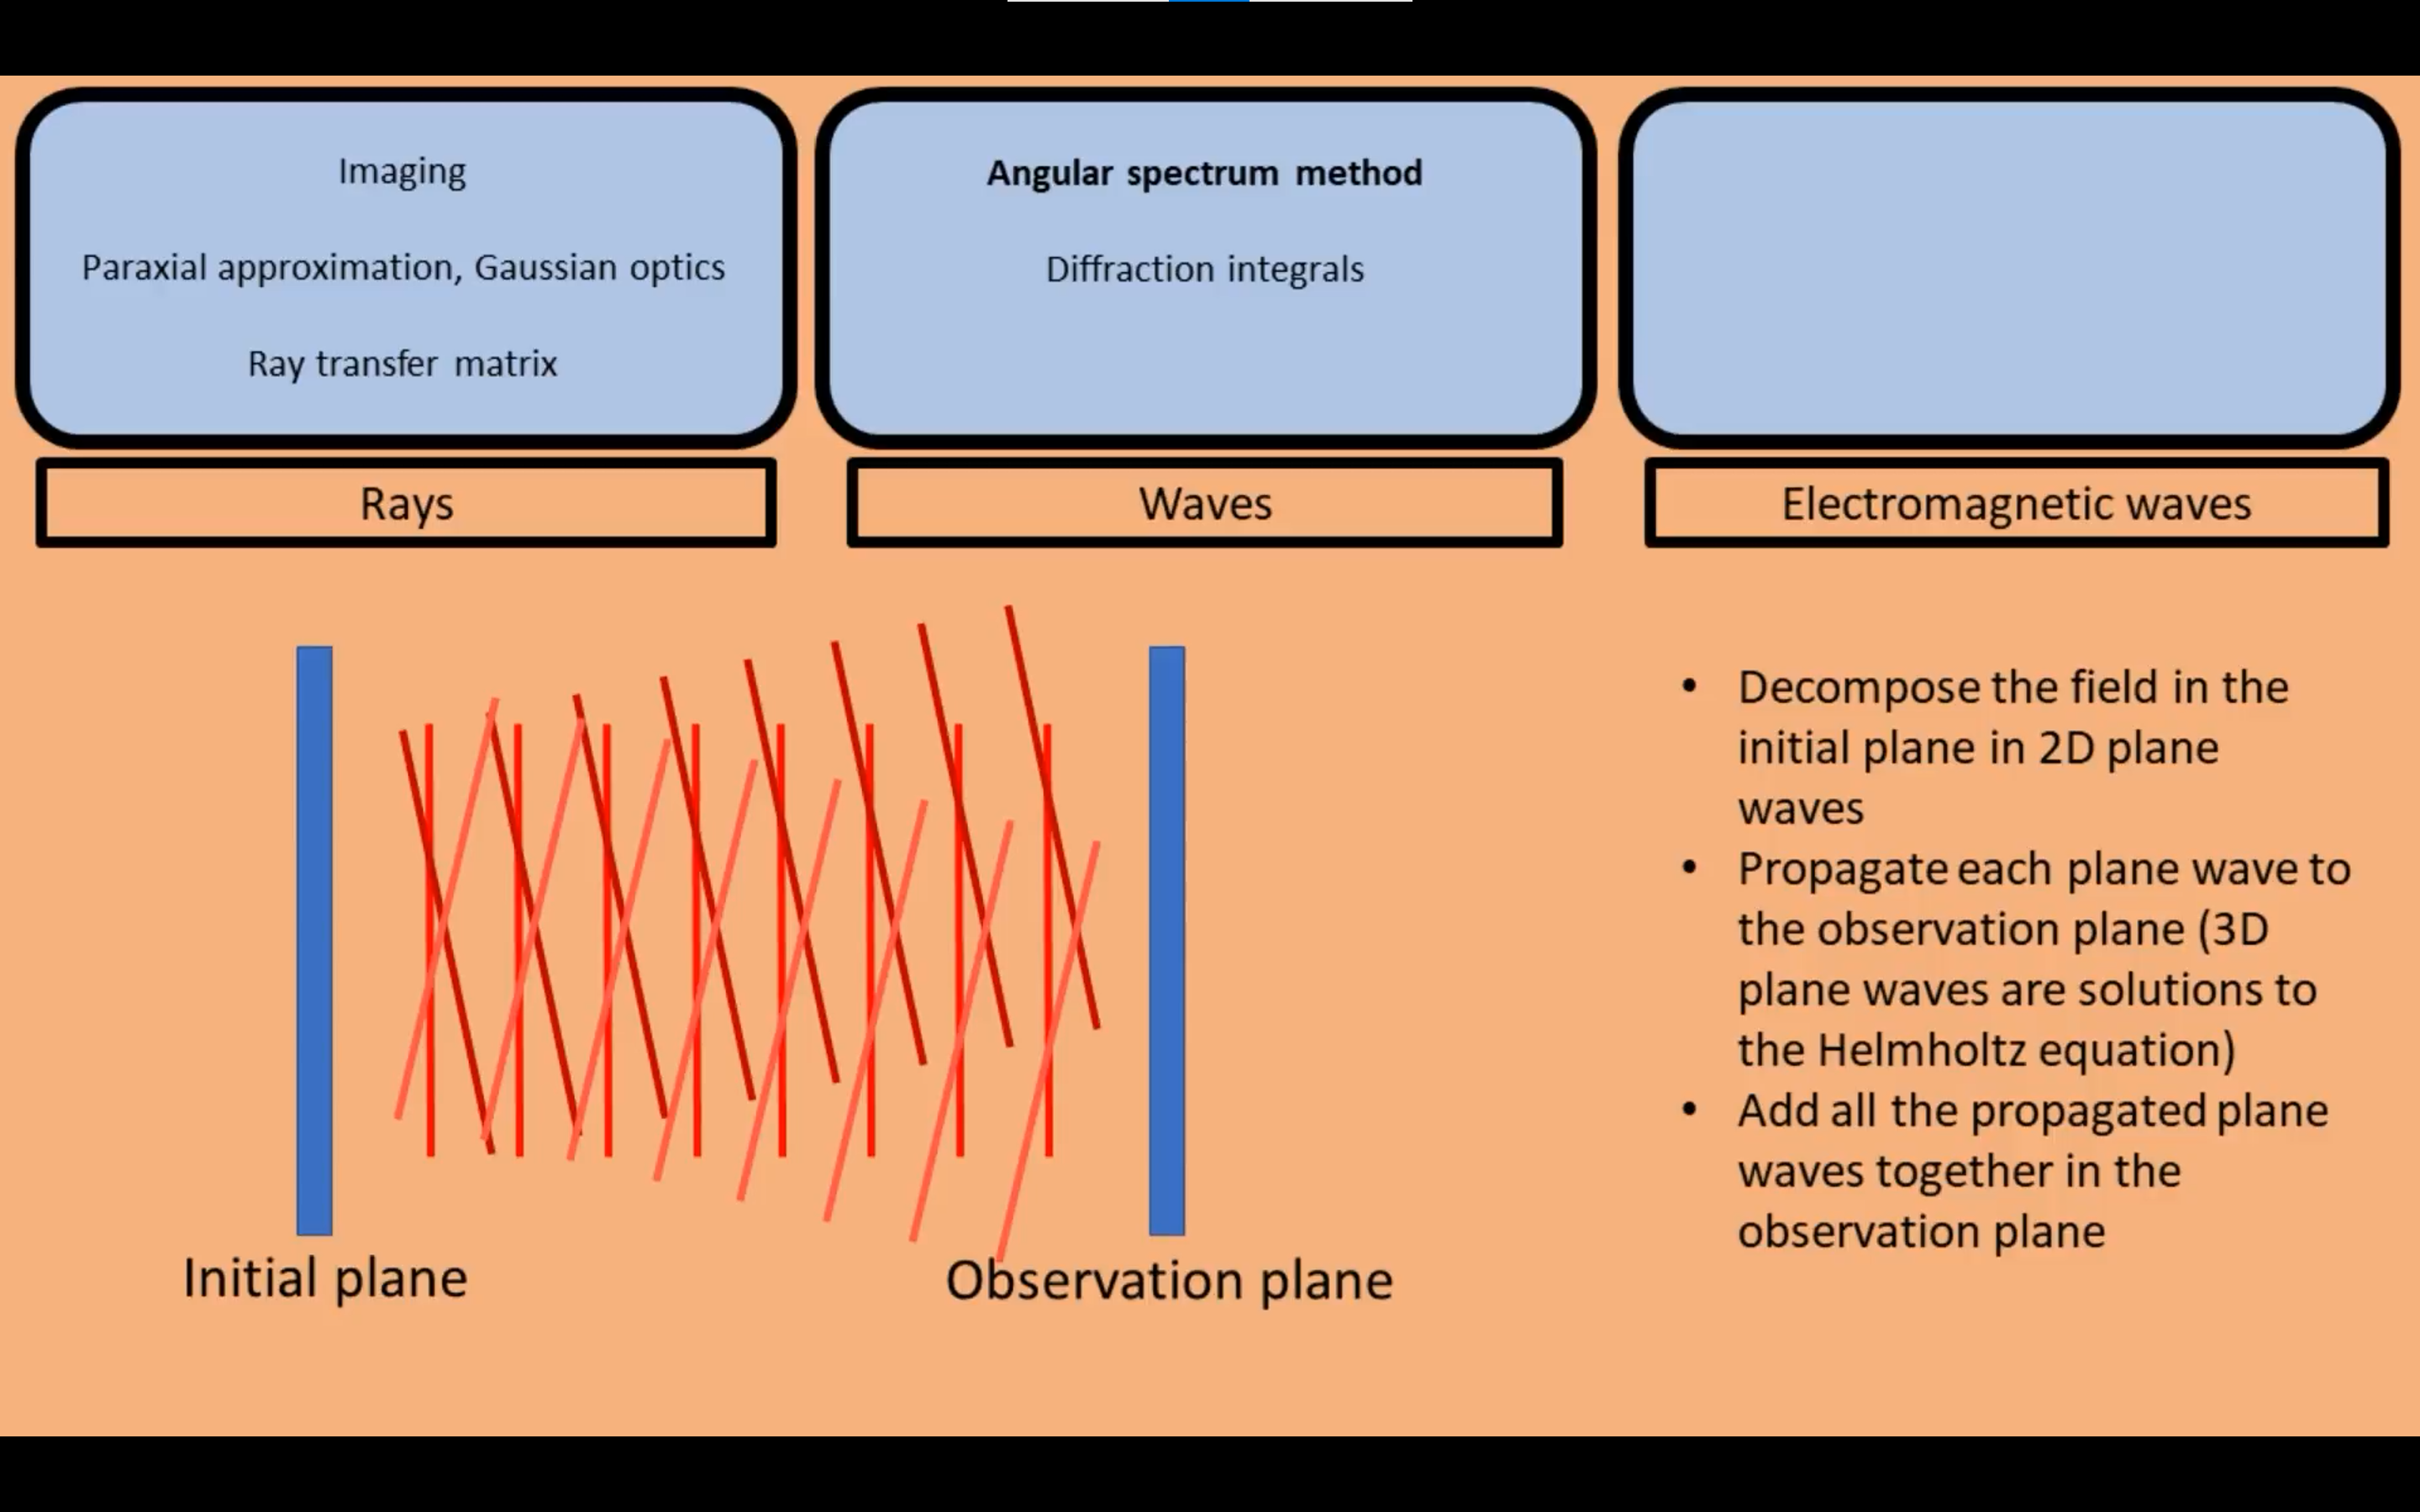 Imaging
Paraxial approximation, Gaussian optics
Ray transfer matrix
Angular spectrum method
Diffraction integrals
Rays
Waves
Electromagnetic waves
Initial plane
Observation plane
• Decompose the field in the
initial plane in 2D plane
waves
• Propagate each plane wave to
the observation plane (3D
plane waves are solutions to
the Helmholtz equation)
• Add all the propagated plane
waves together in the
observation plane